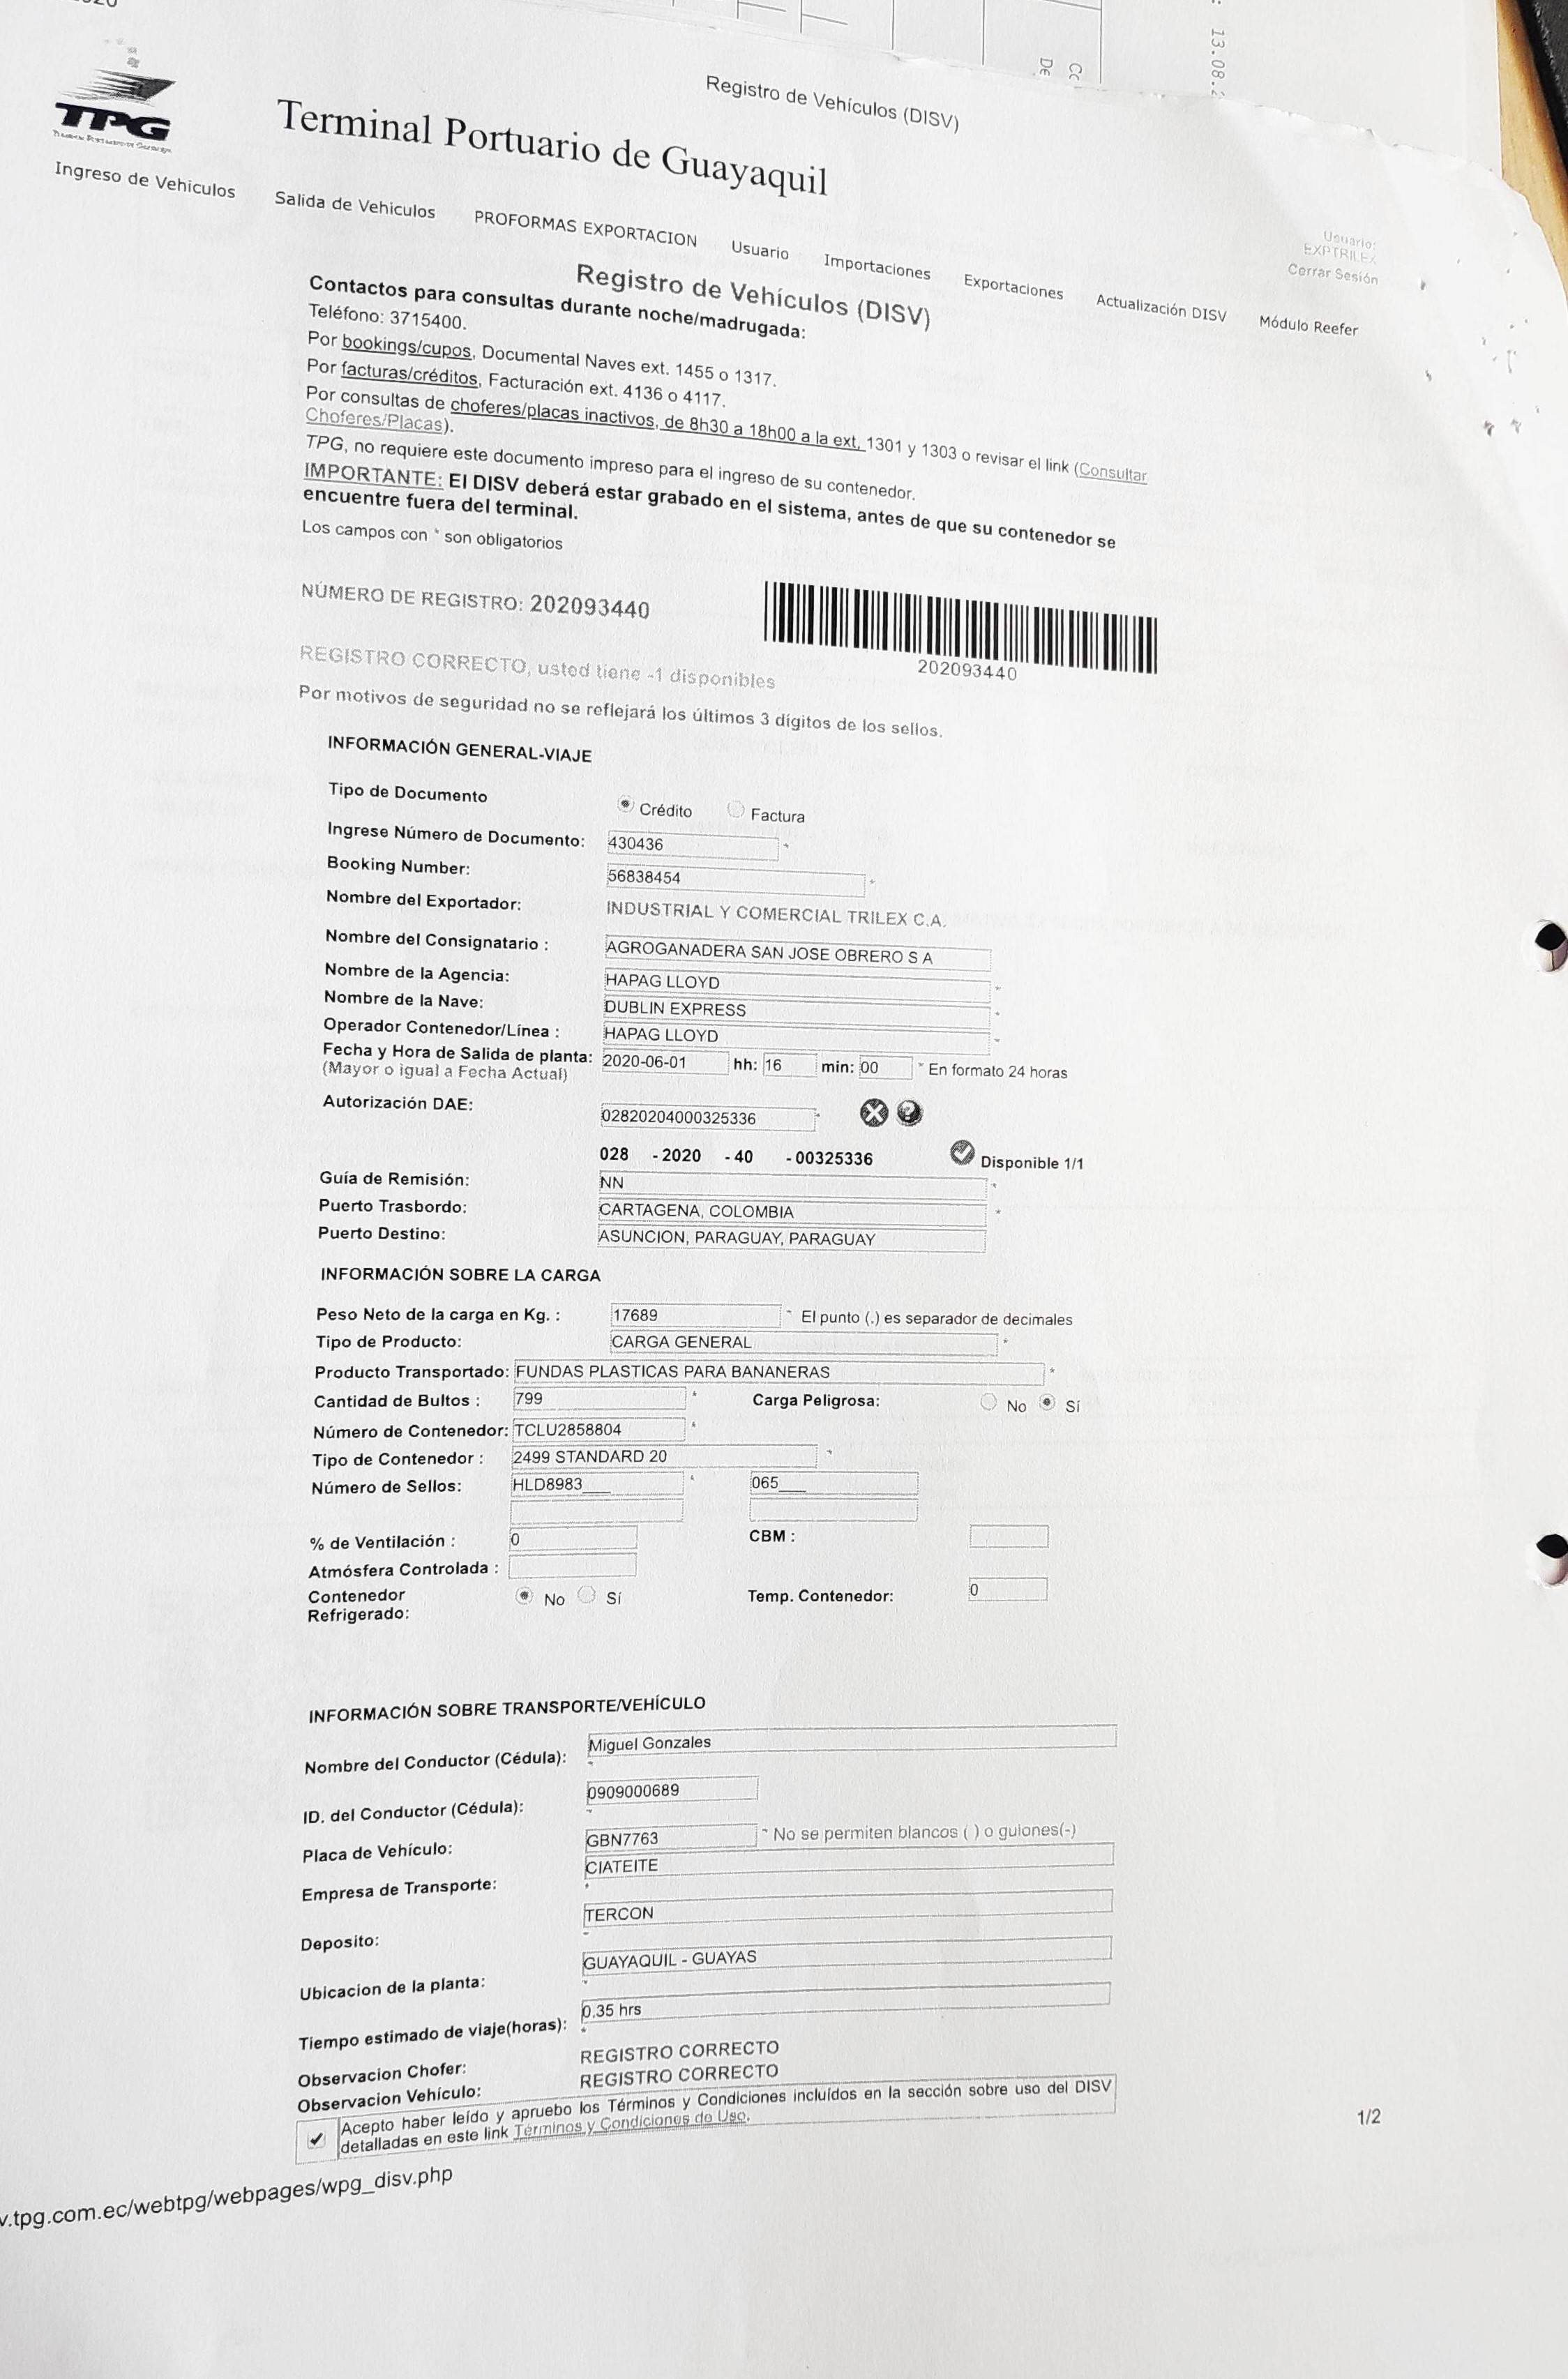 13.08.
Cc
De
Registro de Vehículos (DISV)
TPG
Terminal Portuario de Guayaquil
Ingreso de Vehiculos Salida de Vehiculos PROFORMAS EXPORTACION Usuario Importaciones Exportaciones Actualización DISV Módulo Reefer
Usuario:
EXPTRILEX
Cerrar Sesión
Registro de Vehículos (DISV)
Contactos para consultas durante noche/madrugada:
Teléfono: 3715400.
Por bookings/cupos, Documental Naves ext. 1455 o 1317.
Por facturas/créditos, Facturación ext. 4136 o 4117.
Por consultas de choferes/placas inactivos, de 8h30 a 18h00 a la ext, 1301 y 1303 o revisar el link (Consultar
Choferes/Placas).
TPG, no requiere este documento impreso para el ingreso de su contenedor.
IMPORTANTE: El DISV deberá estar grabado en el sistema, antes de que su contenedor se
encuentre fuera del terminal.
Los campos con * son obligatorios
NÚMERO DE REGISTRO: 202093440
202093440
REGISTRO CORRECTO, usted tiene -1 disponibles
Por motivos de seguridad no se reflejará los últimos 3 dígitos de los sellos.
INFORMACIÓN GENERAL-VIAJE
Tipo de Documento Crédito Factura
Ingrese Número de Documento: 430436 *
Booking Number: 56838454 *
Nombre del Exportador: INDUSTRIAL Y COMERCIAL TRILEX C.A.
Nombre del Consignatario : AGROGANADERA SAN JOSE OBRERO S A
Nombre de la Agencia: HAPAG LLOYD *
Nombre de la Nave: DUBLIN EXPRESS *
Operador Contenedor/Línea : HAPAG LLOYD *
Fecha y Hora de Salida de planta: 2020-06-01 hh: 16 min: 00 * En formato 24 horas
(Mayor o igual a Fecha Actual)
Autorización DAE: 02820204000325336 *
028 - 2020 - 40 - 00325336 Disponible 1/1
Guía de Remisión: NN *
Puerto Trasbordo: CARTAGENA, COLOMBIA *
Puerto Destino: ASUNCION, PARAGUAY, PARAGUAY
INFORMACIÓN SOBRE LA CARGA
Peso Neto de la carga en Kg. : 17689 * El punto (.) es separador de decimales
Tipo de Producto: CARGA GENERAL *
Producto Transportado: FUNDAS PLASTICAS PARA BANANERAS *
Cantidad de Bultos : 799 * Carga Peligrosa: No Sí
Número de Contenedor: TCLU2858804 *
Tipo de Contenedor : 2499 STANDARD 20 *
Número de Sellos: HLD8983___ * 065___
% de Ventilación : 0 CBM :
Atmósfera Controlada :
Contenedor No Sí Temp. Contenedor: 0
Refrigerado:
INFORMACIÓN SOBRE TRANSPORTE/VEHÍCULO
Nombre del Conductor (Cédula): Miguel Gonzales *
ID. del Conductor (Cédula): 0909000689 *
Placa de Vehículo: GBN7763 * No se permiten blancos ( ) o guiones(-)
Empresa de Transporte: CIATEITE *
Deposito: TERCON *
Ubicacion de la planta: GUAYAQUIL - GUAYAS *
Tiempo estimado de viaje(horas): 0.35 hrs *
Observacion Chofer: REGISTRO CORRECTO
Observacion Vehículo: REGISTRO CORRECTO
Acepto haber leído y apruebo los Términos y Condiciones incluídos en la sección sobre uso del DISV
detalladas en este link Términos y Condiciones de Uso.
1/2
v.tpg.com.ec/webtpg/webpages/wpg_disv.php